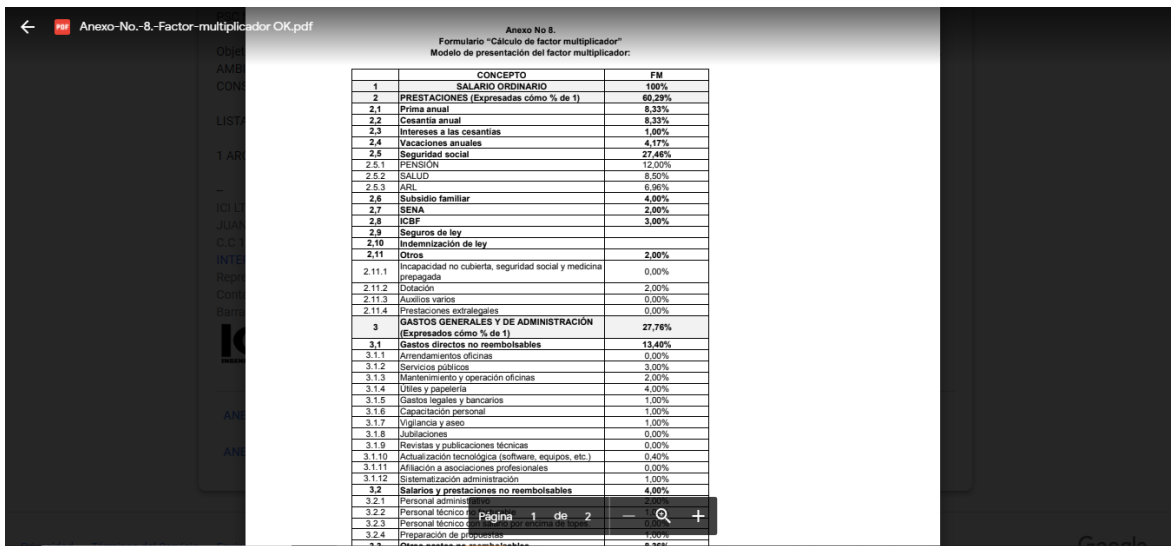 Anexo-No.-8.-Factor-multiplicador OK.pdf
Anexo No 8.
Formulario “Cálculo de factor multiplicador”
Modelo de presentación del factor multiplicador:
CONCEPTO FM
1 SALARIO ORDINARIO 100%
2 PRESTACIONES (Expresadas cómo % de 1) 60,29%
2,1 Prima anual 8,33%
2,2 Cesantía anual 8,33%
2,3 Intereses a las cesantías 1,00%
2,4 Vacaciones anuales 4,17%
2,5 Seguridad social 27,46%
2.5.1 PENSIÓN 12,00%
2.5.2 SALUD 8,50%
2.5.3 ARL 6,96%
2,6 Subsidio familiar 4,00%
2,7 SENA 2,00%
2,8 ICBF 3,00%
2,9 Seguros de ley
2,10 Indemnización de ley
2,11 Otros 2,00%
2.11.1 Incapacidad no cubierta, seguridad social y medicina
prepagada 0,00%
2.11.2 Dotación 2,00%
2.11.3 Auxilios varios 0,00%
2.11.4 Prestaciones extralegales 0,00%
3 GASTOS GENERALES Y DE ADMINISTRACIÓN
(Expresados cómo % de 1) 27,76%
3,1 Gastos directos no reembolsables 13,40%
3.1.1 Arrendamientos oficinas 0,00%
3.1.2 Servicios públicos 3,00%
3.1.3 Mantenimiento y operación oficinas 2,00%
3.1.4 Útiles y papelería 4,00%
3.1.5 Gastos legales y bancarios 1,00%
3.1.6 Capacitación personal 1,00%
3.1.7 Vigilancia y aseo 1,00%
3.1.8 Jubilaciones 0,00%
3.1.9 Revistas y publicaciones técnicas 0,00%
3.1.10 Actualización tecnológica (software, equipos, etc.) 0,40%
3.1.11 Afiliación a asociaciones profesionales 0,00%
3.1.12 Sistematización administración 1,00%
3,2 Salarios y prestaciones no reembolsables 4,00%
3.2.1 Personal administrativo 2,00%
3.2.2 Personal técnico
3.2.3 Personal técnico con salario por encima de topes 0,00%
3.2.4 Preparación de propuestas 1,00%
3,3 Otros gastos no reembolsables 8,36%
Página 1 de 2
Google